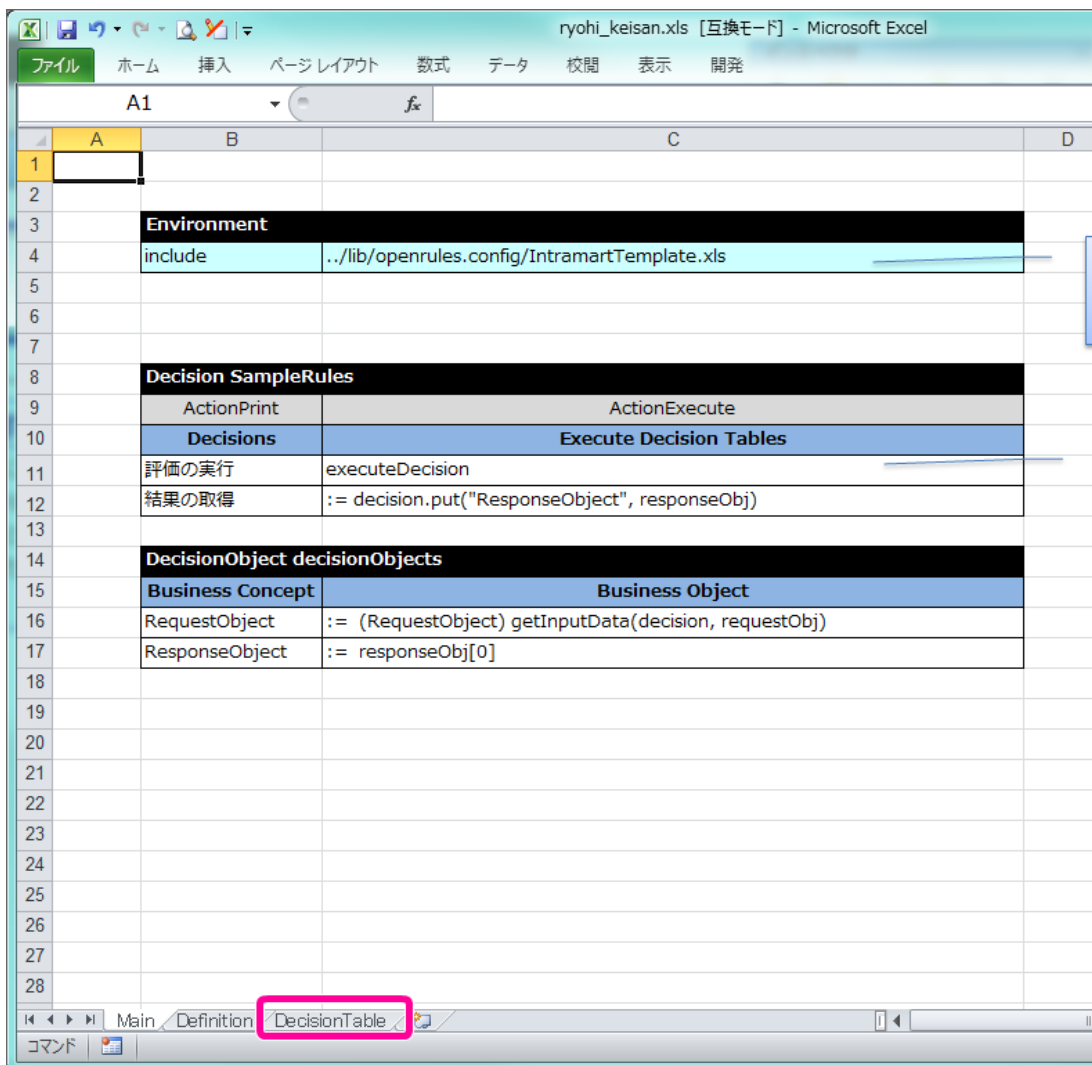 ryohi_keisan.xls [互換モード] - Microsoft Excel
ファイル ホーム 挿入 ページ レイアウト 数式 データ 校閲 表示 開発
A1 fx
A B C D
1
2
3 Environment
4 include ../lib/openrules.config/IntramartTemplate.xls
5
6
7
8 Decision SampleRules
9 ActionPrint ActionExecute
10 Decisions Execute Decision Tables
11 評価の実行 executeDecision
12 結果の取得 := decision.put("ResponseObject", responseObj)
13
14 DecisionObject decisionObjects
15 Business Concept Business Object
16 RequestObject := (RequestObject) getInputData(decision, requestObj)
17 ResponseObject := responseObj[0]
18
19
20
21
22
23
24
25
26
27
28
Main Definition DecisionTable
コマンド